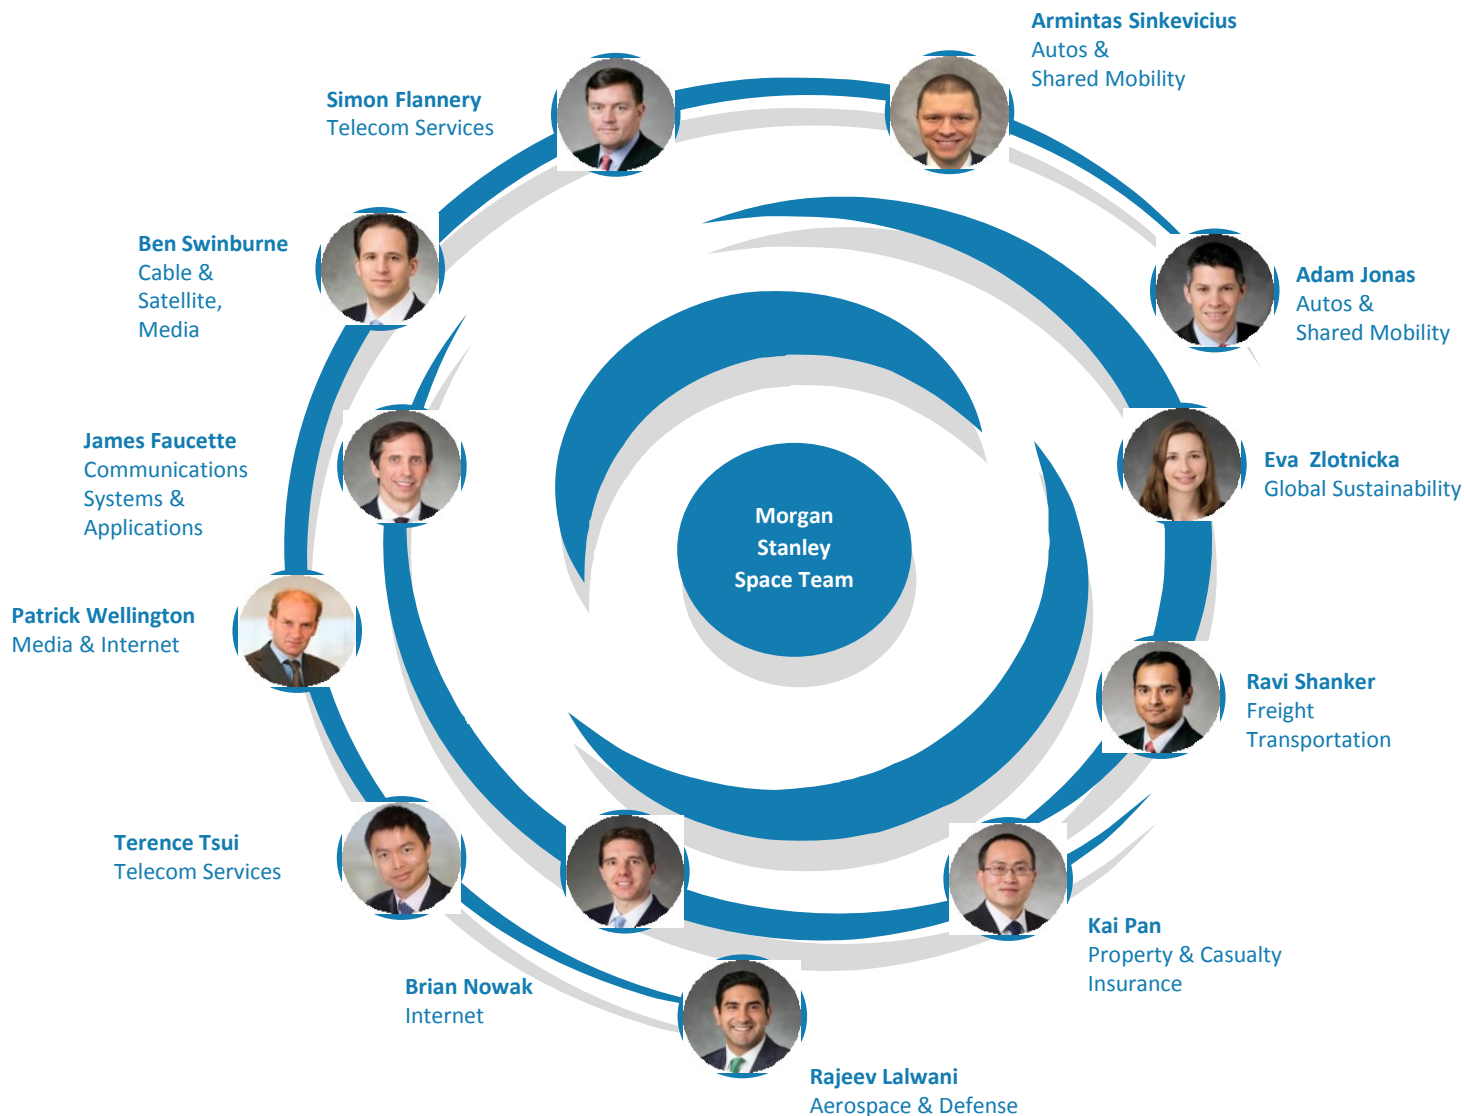 Armintas Sinkevicius
Autos &
Shared Mobility
Simon Flannery
Telecom Services
Ben Swinburne
Cable &
Satellite,
Media
Adam Jonas
Autos &
Shared Mobility
James Faucette
Communications
Systems &
Applications
Eva  Zlotnicka
Global Sustainability
Morgan
Stanley
Space Team
Patrick Wellington
Media & Internet
Ravi Shanker
Freight
Transportation
Terence Tsui
Telecom Services
Kai Pan
Property & Casualty
Insurance
Brian Nowak
Internet
Rajeev Lalwani
Aerospace & Defense